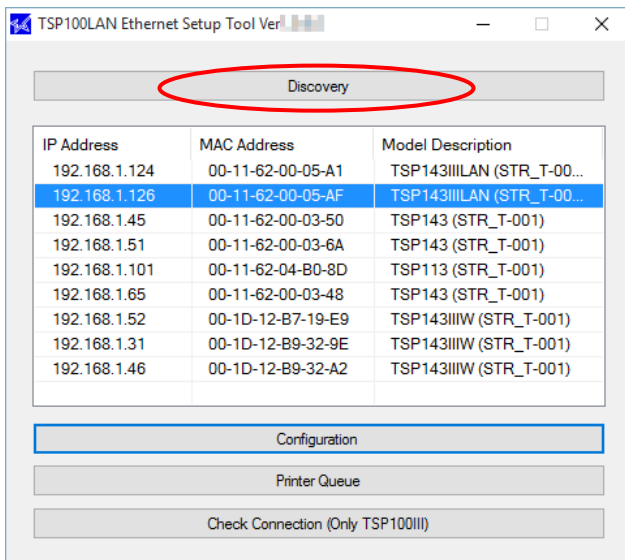 TSP100LAN Ethernet Setup Tool Ver
Discovery
IP Address MAC Address Model Description
192.168.1.124 00-11-62-00-05-A1 TSP143IIILAN (STR_T-00...
192.168.1.126 00-11-62-00-05-AF TSP143IIILAN (STR_T-00...
192.168.1.45 00-11-62-00-03-50 TSP143 (STR_T-001)
192.168.1.51 00-11-62-00-03-6A TSP143 (STR_T-001)
192.168.1.101 00-11-62-04-B0-8D TSP113 (STR_T-001)
192.168.1.65 00-11-62-00-03-48 TSP143 (STR_T-001)
192.168.1.52 00-1D-12-B7-19-E9 TSP143IIIW (STR_T-001)
192.168.1.31 00-1D-12-B9-32-9E TSP143IIIW (STR_T-001)
192.168.1.46 00-1D-12-B9-32-A2 TSP143IIIW (STR_T-001)
Configuration
Printer Queue
Check Connection (Only TSP100III)